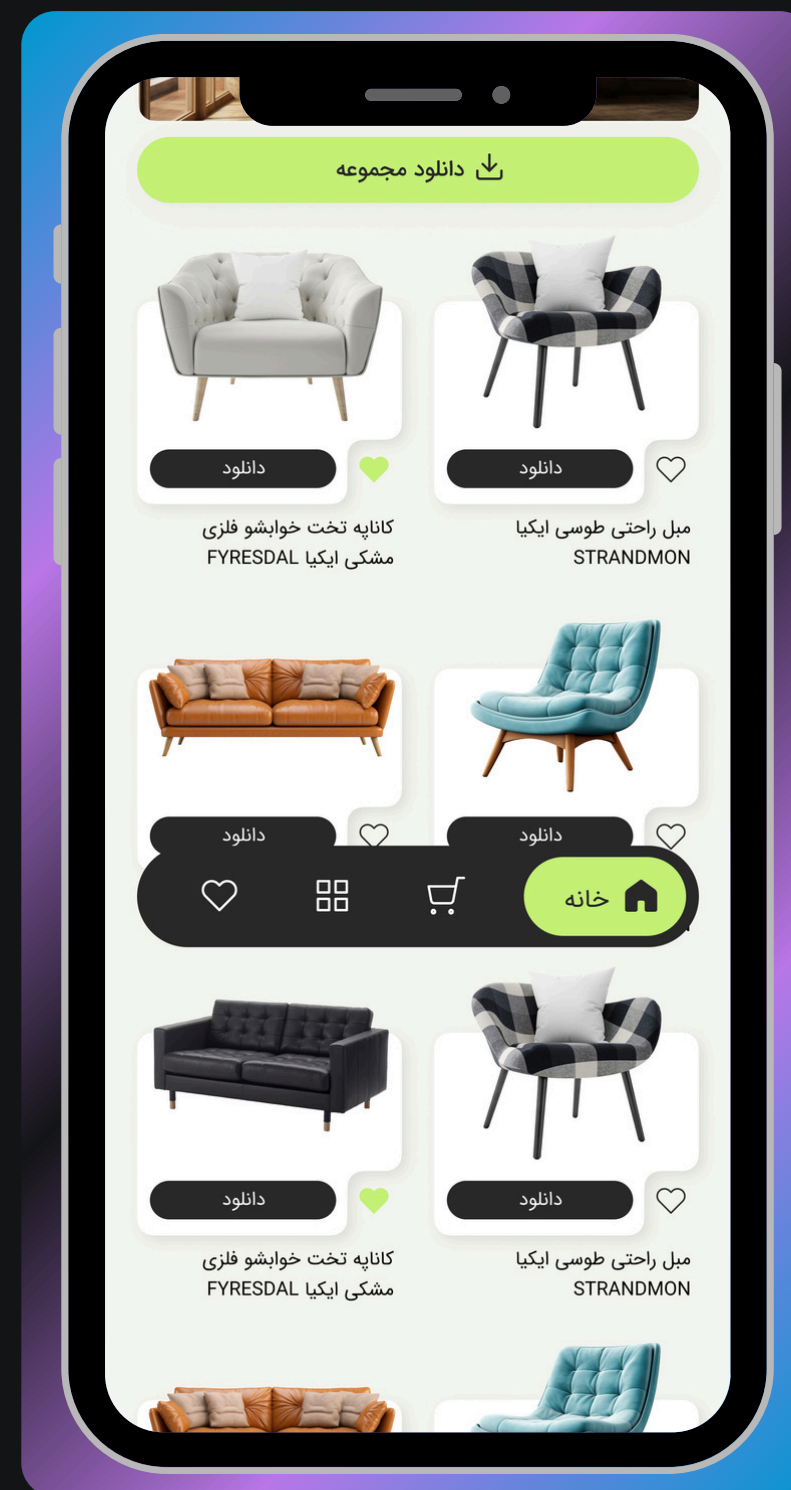 دانلود مجموعه
دانلود
دانلود
مبل راحتی طوسی ایکیا
STRANDMON
کاناپه تخت خوابشو فلزی
مشکی ایکیا FYRESDAL
دانلود
دانلود
خانه
دانلود
دانلود
مبل راحتی طوسی ایکیا
STRANDMON
کاناپه تخت خوابشو فلزی
مشکی ایکیا FYRESDAL